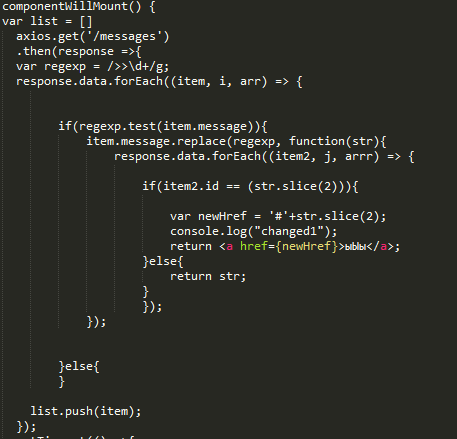 componentWillMount() {
var list = []
axios.get('/messages')
.then(response =>{
var regexp = />>\d+/g;
response.data.forEach((item, i, arr) => {
if(regexp.test(item.message)){
item.message.replace(regexp, function(str){
response.data.forEach((item2, j, arrr) => {
if(item2.id == (str.slice(2))){
var newHref = '#'+str.slice(2);
console.log("changed1");
return <a href={newHref}>ыЫы</a>;
}else{
return str;
}
});
});
}else{
}
list.push(item);
});